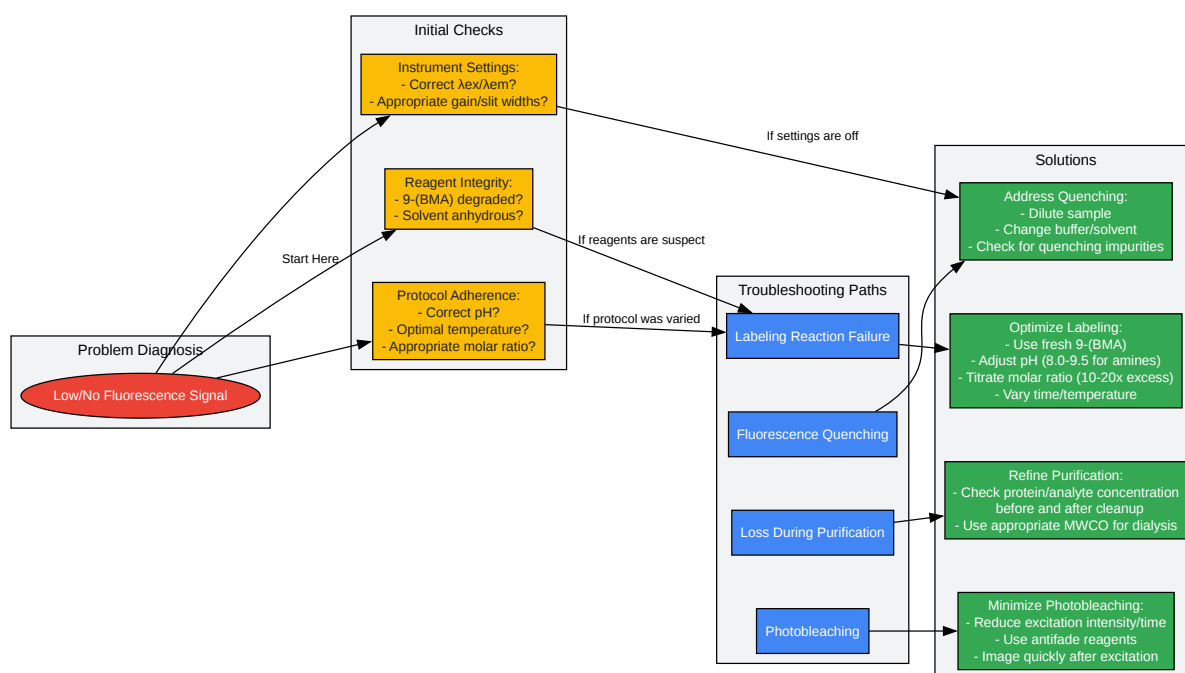 Problem Diagnosis
Low/No Fluorescence Signal
Start Here
Initial Checks
Instrument Settings:
- Correct λex/λem?
- Appropriate gain/slit widths?
Reagent Integrity:
- 9-(BMA) degraded?
- Solvent anhydrous?
Protocol Adherence:
- Correct pH?
- Optimal temperature?
- Appropriate molar ratio?
If settings are off
If reagents are suspect
If protocol was varied
Troubleshooting Paths
Labeling Reaction Failure
Fluorescence Quenching
Loss During Purification
Photobleaching
Solutions
Address Quenching:
- Dilute sample
- Change buffer/solvent
- Check for quenching impurities
Optimize Labeling:
- Use fresh 9-(BMA)
- Adjust pH (8.0-9.5 for amines)
- Titrate molar ratio (10-20x excess)
- Vary time/temperature
Refine Purification:
- Check protein/analyte concentration
before and after cleanup
- Use appropriate MWCO for dialysis
Minimize Photobleaching:
- Reduce excitation intensity/time
- Use antifade reagents
- Image quickly after excitation